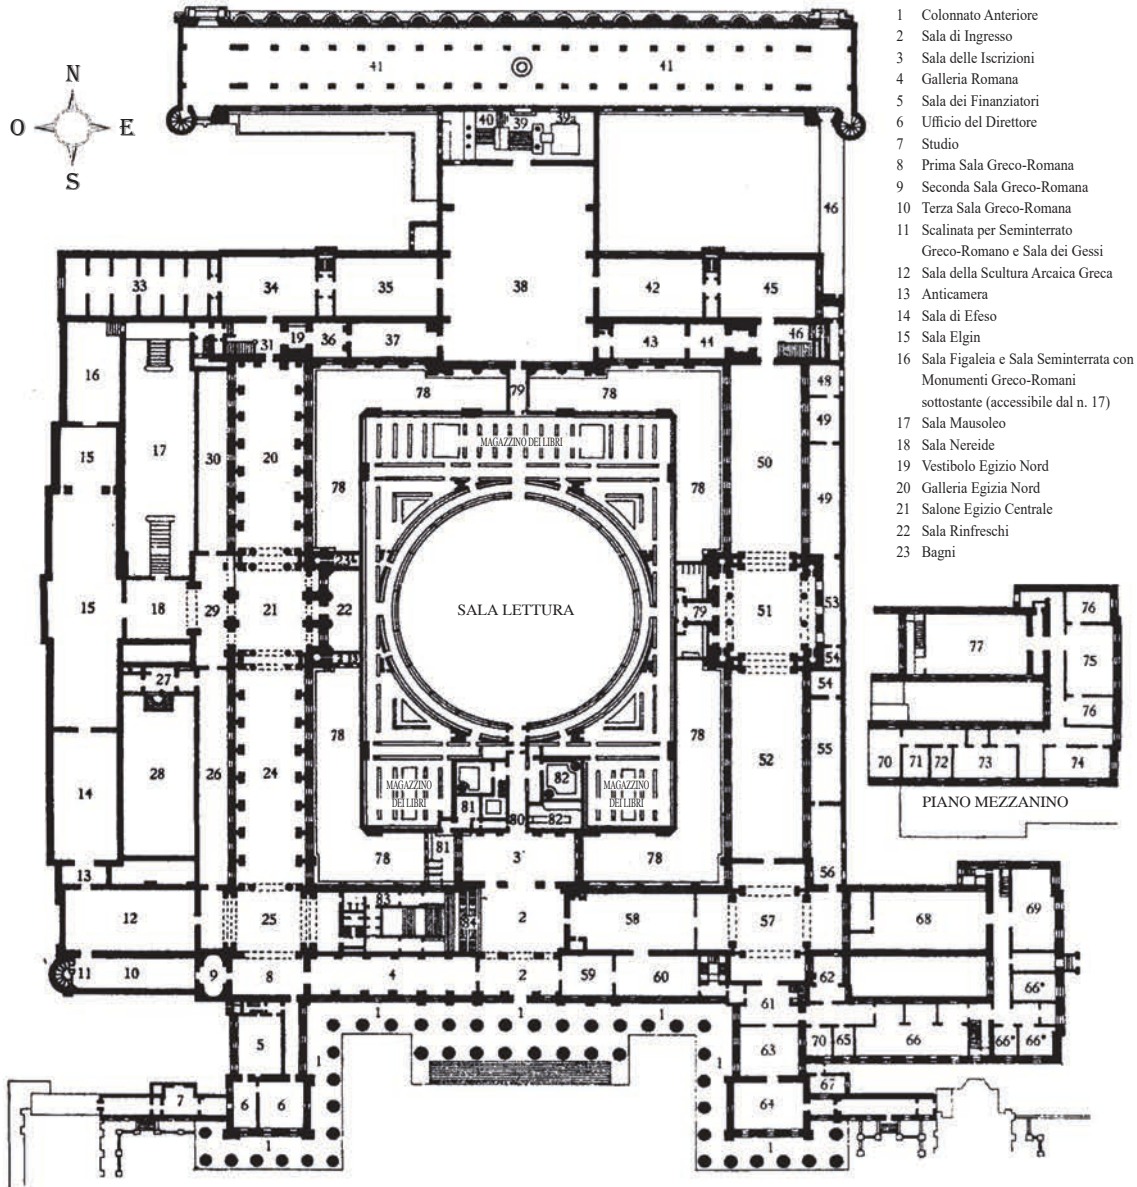 1 Colonnato Anteriore
2 Sala di Ingresso
3 Sala delle Iscrizioni
4 Galleria Romana
5 Sala dei Finanziatori
6 Ufficio del Direttore
7 Studio
8 Prima Sala Greco-Romana
9 Seconda Sala Greco-Romana
10 Terza Sala Greco-Romana
11 Scalinata per Seminterrato
Greco-Romano e Sala dei Gessi
12 Sala della Scultura Arcaica Greca
13 Anticamera
14 Sala di Efeso
15 Sala Elgin
16 Sala Figaleia e Sala Seminterrata con
Monumenti Greco-Romani
sottostante (accessibile dal n. 17)
17 Sala Mausoleo
18 Sala Nereide
19 Vestibolo Egizio Nord
20 Galleria Egizia Nord
21 Salone Egizio Centrale
22 Sala Rinfreschi
23 Bagni
N
O E
S
41 41
40 39 39a
46
33 34 35 38 42 45
31 19 36 37 43 44 46
16 78 79 78 48
49
MAGAZZINO DEI LIBRI
15 17 30 20 50
78 78 49
23
18 29 21 22 SALA LETTURA 79 51 53
15
54
27 54
78 78
26 24 52 55
14 28
MAGAZZINO
DEI LIBRI
82
MAGAZZINO
DEI LIBRI
81 80 82
78 81 3 78 56
13
12 25 83 2 58 57 68 69
11 10 9 8 4 2 59 60 62 66*
1 1 1 61
1 5 1 63 70 65 66 66* 66*
67
7 6 6 64
1 1
76
77 75
76
70 71 72 73 74
PIANO MEZZANINO